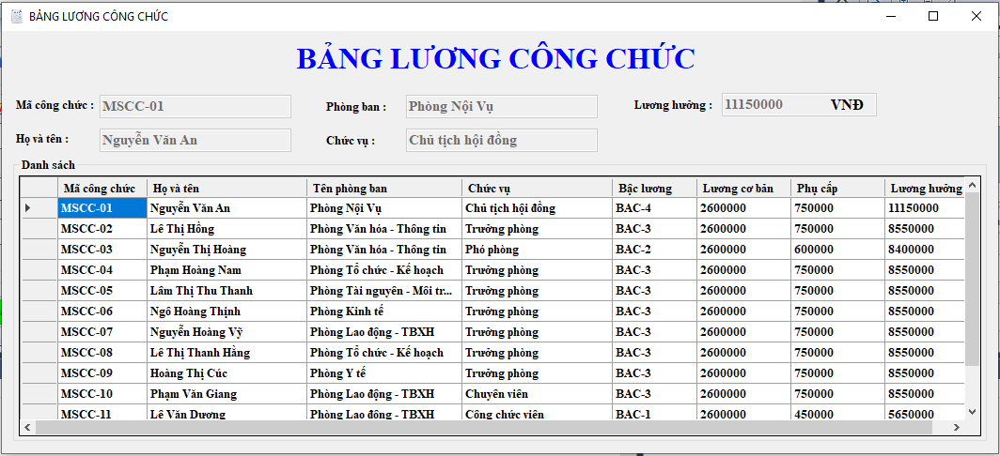 BẢNG LƯƠNG CÔNG CHỨC
BẢNG LƯƠNG CÔNG CHỨC
Mã công chức : MSCC-01 Phòng ban : Phòng Nội Vụ Lương hưởng : 11150000 VNĐ
Họ và tên : Nguyễn Văn An Chức vụ : Chủ tịch hội đồng
Danh sách
Mã công chức Họ và tên Tên phòng ban Chức vụ Bậc lương Lương cơ bản Phụ cấp Lương hưởng
MSCC-01 Nguyễn Văn An Phòng Nội Vụ Chủ tịch hội đồng BAC-4 2600000 750000 11150000
MSCC-02 Lê Thị Hồng Phòng Văn hóa - Thông tin Trưởng phòng BAC-3 2600000 750000 8550000
MSCC-03 Nguyễn Thị Hoàng Phòng Văn hóa - Thông tin Phó phòng BAC-2 2600000 600000 8400000
MSCC-04 Phạm Hoàng Nam Phòng Tổ chức - Kế hoạch Trưởng phòng BAC-3 2600000 750000 8550000
MSCC-05 Lâm Thị Thu Thanh Phòng Tài nguyên - Môi tr... Trưởng phòng BAC-3 2600000 750000 8550000
MSCC-06 Ngô Hoàng Thịnh Phòng Kinh tế Trưởng phòng BAC-3 2600000 750000 8550000
MSCC-07 Nguyễn Hoàng Vỹ Phòng Lao động - TBXH Trưởng phòng BAC-3 2600000 750000 8550000
MSCC-08 Lê Thị Thanh Hằng Phòng Tổ chức - Kế hoạch Trưởng phòng BAC-3 2600000 750000 8550000
MSCC-09 Hoàng Thị Cúc Phòng Y tế Trưởng phòng BAC-3 2600000 750000 8550000
MSCC-10 Phạm Văn Giang Phòng Lao động - TBXH Chuyên viên BAC-3 2600000 750000 8550000
MSCC-11 Lê Văn Dương Phòng Lao động - TBXH Công chức viên BAC-1 2600000 450000 5650000